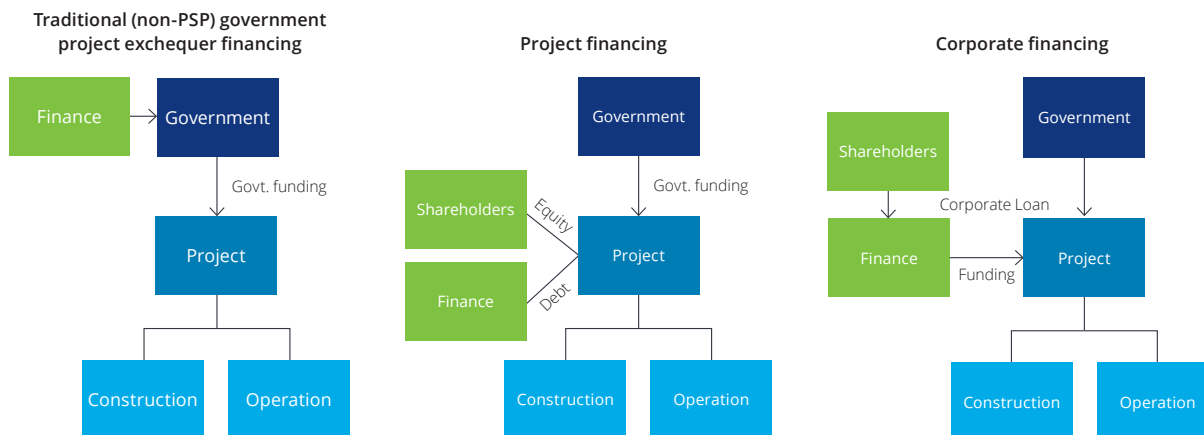 Traditional (non-PSP) government
project exchequer financing
Finance
Government
Govt. funding
Project
Construction
Operation
Project financing
Government
Govt. funding
Shareholders
Equity
Project
Finance
Debt
Construction
Operation
Corporate financing
Government
Shareholders
Corporate Loan
Finance
Funding
Project
Construction
Operation